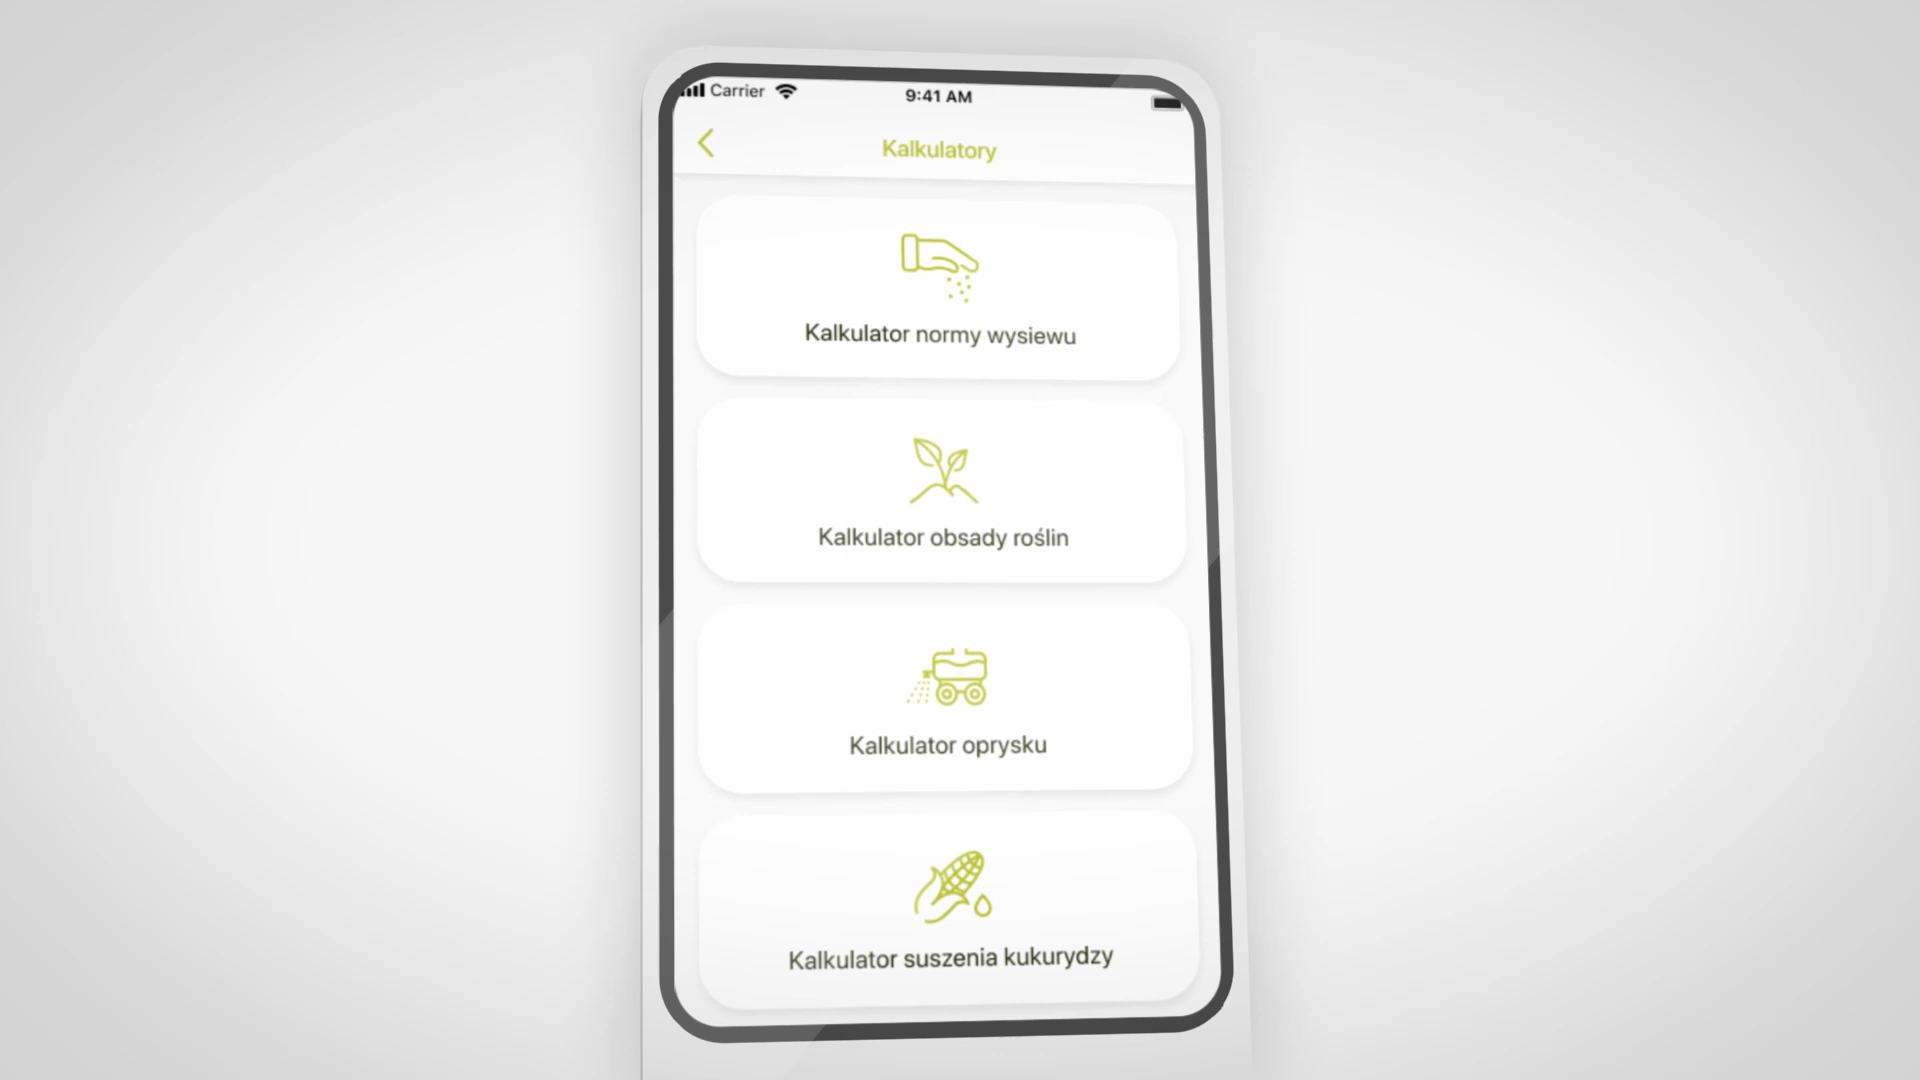 Carrier
9:41 AM
Kalkulatory
Kalkulator normy wysiewu
Kalkulator obsady roślin
Kalkulator oprysku
Kalkulator suszenia kukurydzy